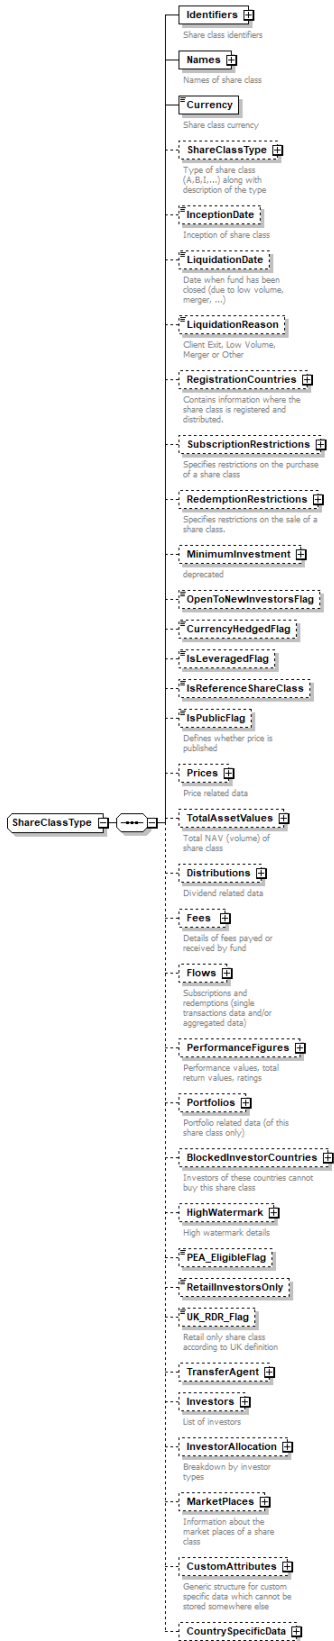 Identifiers
Share class identifiers
Names
Names of share class
Currency
Share class currency
ShareClassType
Type of share class
(A,B,I,...) along with
description of the type
InceptionDate
Inception of share class
LiquidationDate
Date when fund has been
closed (due to low volume,
merger, ...)
LiquidationReason
Client Exit, Low Volume,
Merger or Other
RegistrationCountries
Contains information where the
share class is registered and
distributed.
SubscriptionRestrictions
Specifies restrictions on the purchase
of a share class
RedemptionRestrictions
Specifies restrictions on the sale of a
share class.
MinimumInvestment
deprecated
OpenToNewInvestorsFlag
CurrencyHedgedFlag
IsLeveragedFlag
IsReferenceShareClass
IsPublicFlag
Defines whether price is
published
Prices
Price related data
ShareClassType
TotalAssetValues
Total NAV (volume) of
share class
Distributions
Dividend related data
Fees
Details of fees payed or
received by fund
Flows
Subscriptions and
redemptions (single
transactions data and/or
aggregated data)
PerformanceFigures
Performance values, total
return values, ratings
Portfolios
Portfolio related data (of this
share class only)
BlockedInvestorCountries
Investors of these countries cannot
buy this share class
HighWatermark
High watermark details
PEA_EligibleFlag
RetailInvestorsOnly
UK_RDR_Flag
Retail only share class
according to UK definition
TransferAgent
Investors
List of investors
InvestorAllocation
Breakdown by investor
types
MarketPlaces
Information about the
market places of a share
class
CustomAttributes
Generic structure for custom
specific data which cannot be
stored somewhere else
CountrySpecificData